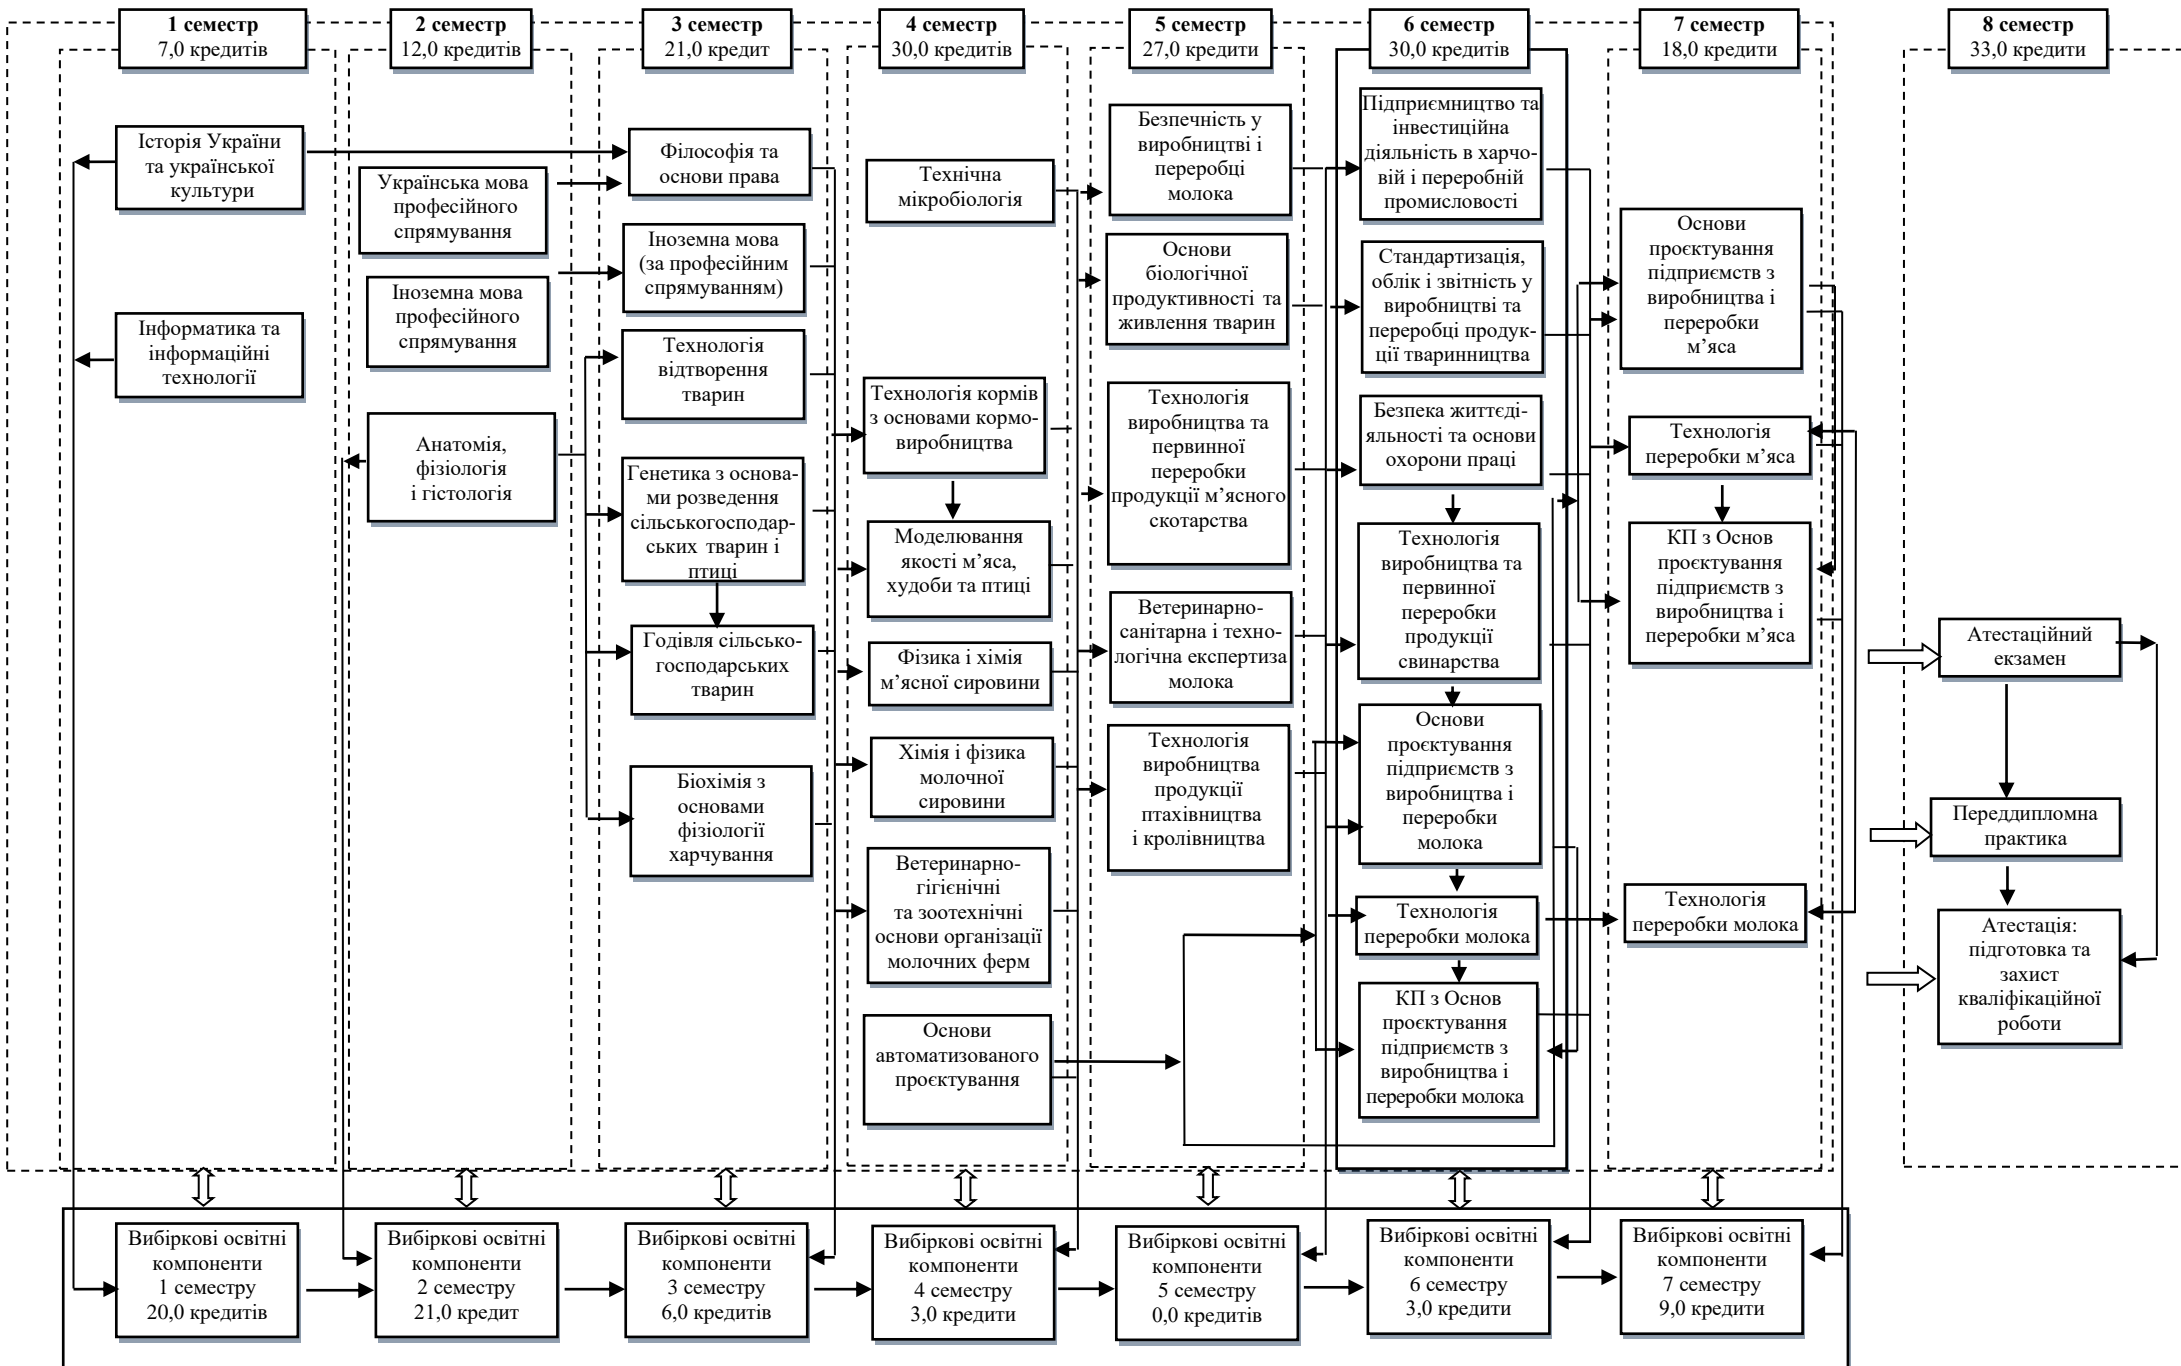 1 семестр
7,0 кредитів
2 семестр
12,0 кредитів
3 семестр
21,0 кредит
4 семестр
30,0 кредитів
5 семестр
27,0 кредити
6 семестр
30,0 кредитів
7 семестр
18,0 кредити
8 семестр
33,0 кредити
Історія України
та української
культури
Інформатика та
інформаційні
технології
Українська мова
професійного
спрямування
Іноземна мова
професійного
спрямування
Анатомія,
фізіологія
і гістологія
Філософія та
основи права
Іноземна мова
(за професійним
спрямуванням)
Технологія
відтворення
тварин
Генетика з основа-
ми розведення
сільськогосподар-
ських тварин і
птиці
Годівля сільсько-
господарських
тварин
Біохімія з
основами
фізіології
харчування
Технічна
мікробіологія
Технологія кормів
з основами кормо-
виробництва
Моделювання
якості м’яса,
худоби та птиці
Фізика і хімія
м’ясної сировини
Хімія і фізика
молочної
сировини
Ветеринарно-
гігієнічні
та зоотехнічні
основи організації
молочних ферм
Основи
автоматизованого
проєктування
Безпечність у
виробництві і
переробці
молока
Основи
біологічної
продуктивності та
живлення тварин
Технологія
виробництва та
первинної
переробки
продукції м’ясного
скотарства
Ветеринарно-
санітарна і техно-
логічна експертиза
молока
Технологія
виробництва
продукції
птахівництва
і кролівництва
Підприємництво та
інвестиційна
діяльність в харчо-
вій і переробній
промисловості
Стандартизація,
облік і звітність у
виробництві та
переробці продук-
ції тваринництва
Безпека життєді-
яльності та основи
охорони праці
Технологія
виробництва та
первинної
переробки
продукції
свинарства
Основи
проєктування
підприємств з
виробництва і
переробки
молока
Технологія
переробки молока
КП з Основ
проєктування
підприємств з
виробництва і
переробки молока
Основи
проєктування
підприємств з
виробництва і
переробки
м’яса
Технологія
переробки м’яса
КП з Основ
проєктування
підприємств з
виробництва і
переробки м’яса
Технологія
переробки молока
Атестаційний
екзамен
Переддипломна
практика
Атестація:
підготовка та
захист
кваліфікаційної
роботи
Вибіркові освітні
компоненти
1 семестру
20,0 кредитів
Вибіркові освітні
компоненти
2 семестру
21,0 кредит
Вибіркові освітні
компоненти
3 семестру
6,0 кредитів
Вибіркові освітні
компоненти
4 семестру
3,0 кредити
Вибіркові освітні
компоненти
5 семестру
0,0 кредитів
Вибіркові освітні
компоненти
6 семестру
3,0 кредити
Вибіркові освітні
компоненти
7 семестру
9,0 кредити